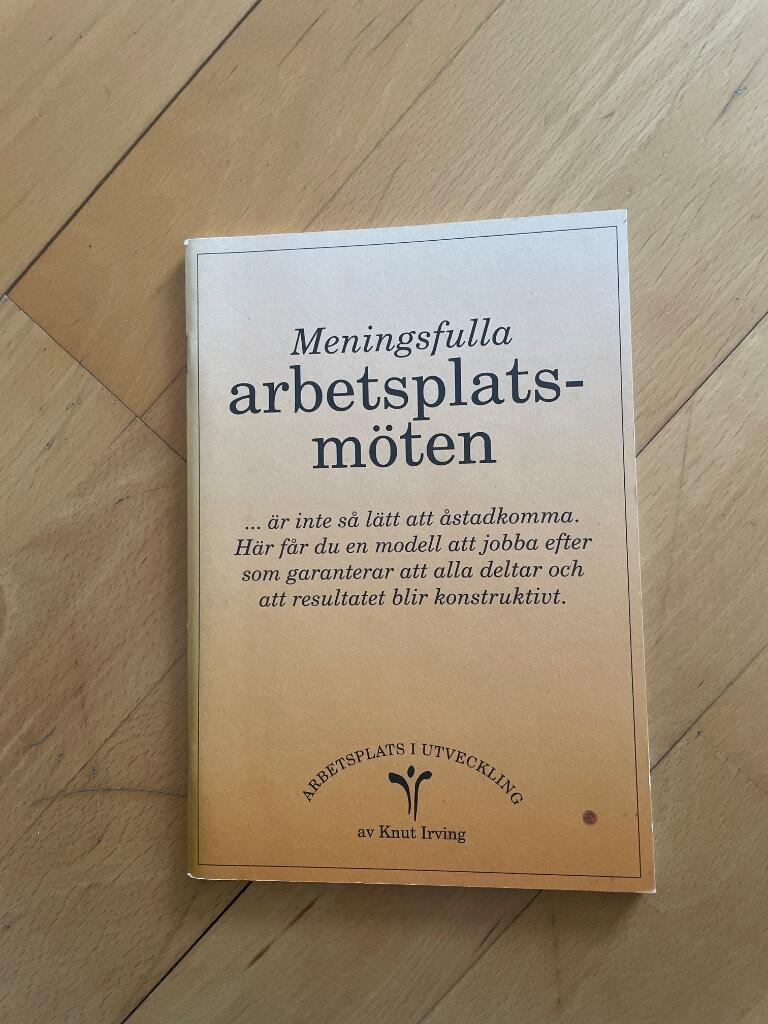 Meningsfulla
arbetsplats-
möten
... är inte så lätt att åstadkomma.
Här får du en modell att jobba efter
som garanterar att alla deltar och
att resultatet blir konstruktivt.
ARBETSPLATS I UTVECKLING
av Knut Irving